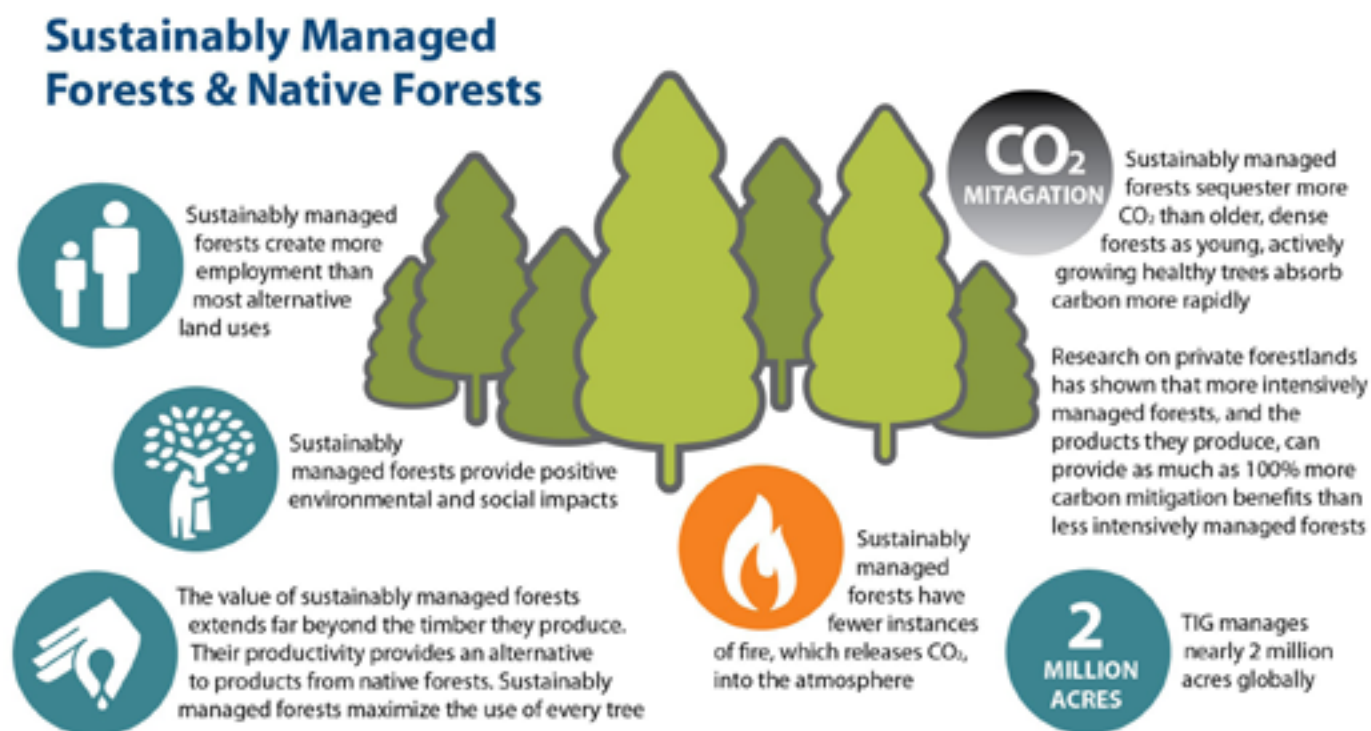 Sustainably Managed
Forests & Native Forests
Sustainably managed
forests create more
employment than
most alternative
land uses
Sustainably
managed forests provide positive
environmental and social impacts
The value of sustainably managed forests
extends far beyond the timber they produce.
Their productivity provides an alternative
to products from native forests. Sustainably
managed forests maximize the use of every tree
CO₂
MITAGATION
Sustainably managed
forests sequester more
CO₂ than older, dense
forests as young, actively
growing healthy trees absorb
carbon more rapidly
Research on private forestlands
has shown that more intensively
managed forests, and the
products they produce, can
provide as much as 100% more
carbon mitigation benefits than
less intensively managed forests
Sustainably
managed
forests have
fewer instances
of fire, which releases CO₂,
into the atmosphere
2
MILLION
ACRES
TIG manages
nearly 2 million
acres globally